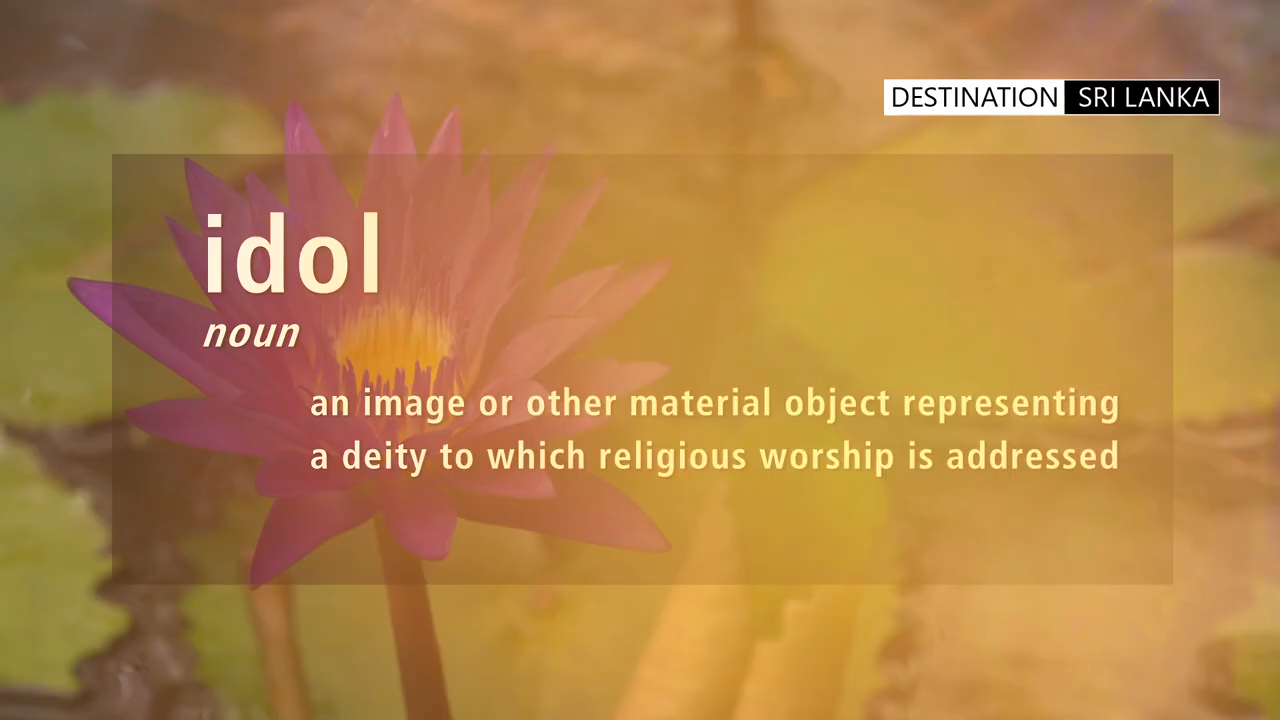 DESTINATION SRI LANKA
idol
noun
an image or other material object representing
a deity to which religious worship is addressed